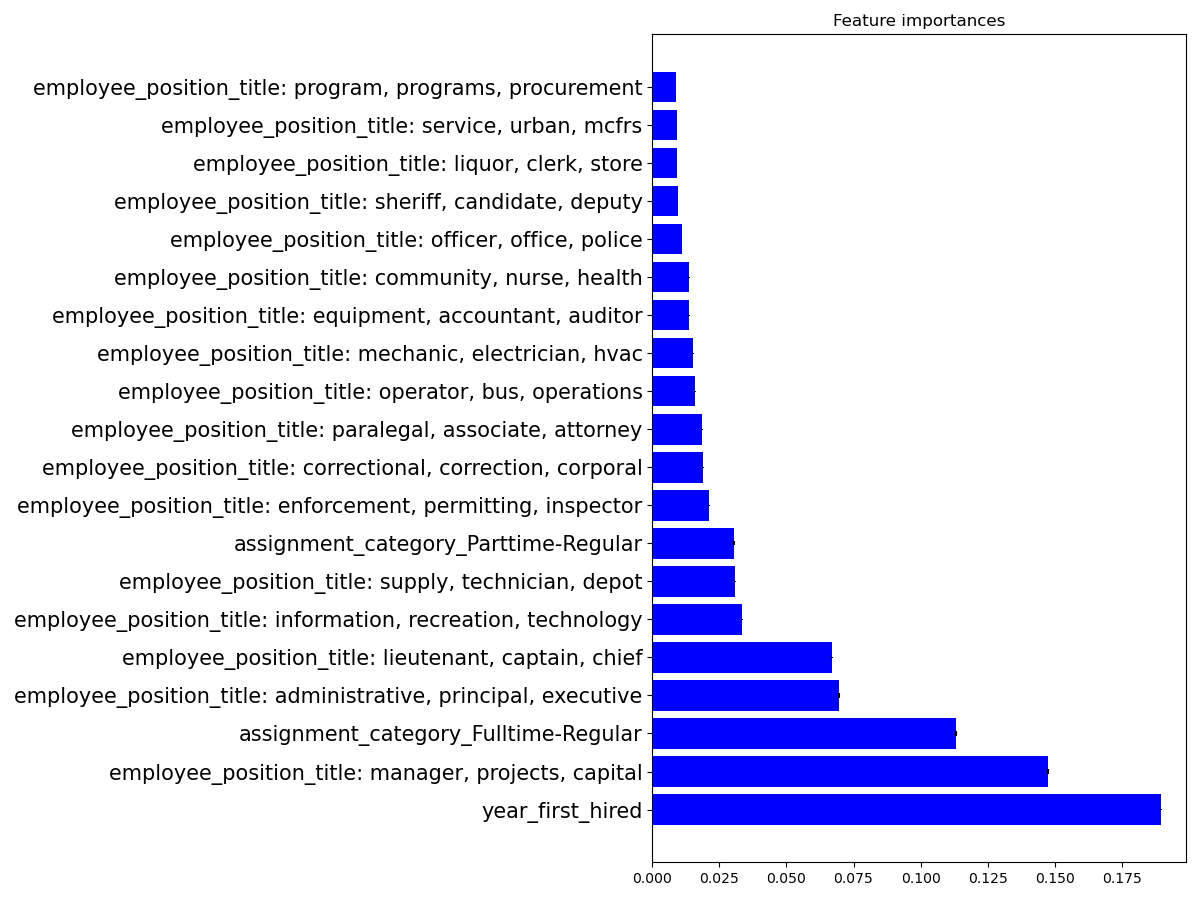 Feature importances
employee_position_title: program, programs, procurement
employee_position_title: service, urban, mcfrs
employee_position_title: liquor, clerk, store
employee_position_title: sheriff, candidate, deputy
employee_position_title: officer, office, police
employee_position_title: community, nurse, health
employee_position_title: equipment, accountant, auditor
employee_position_title: mechanic, electrician, hvac
employee_position_title: operator, bus, operations
employee_position_title: paralegal, associate, attorney
employee_position_title: correctional, correction, corporal
employee_position_title: enforcement, permitting, inspector
assignment_category_Parttime-Regular
employee_position_title: supply, technician, depot
employee_position_title: information, recreation, technology
employee_position_title: lieutenant, captain, chief
employee_position_title: administrative, principal, executive
assignment_category_Fulltime-Regular
employee_position_title: manager, projects, capital
year_first_hired
0.000 0.025 0.050 0.075 0.100 0.125 0.150 0.175